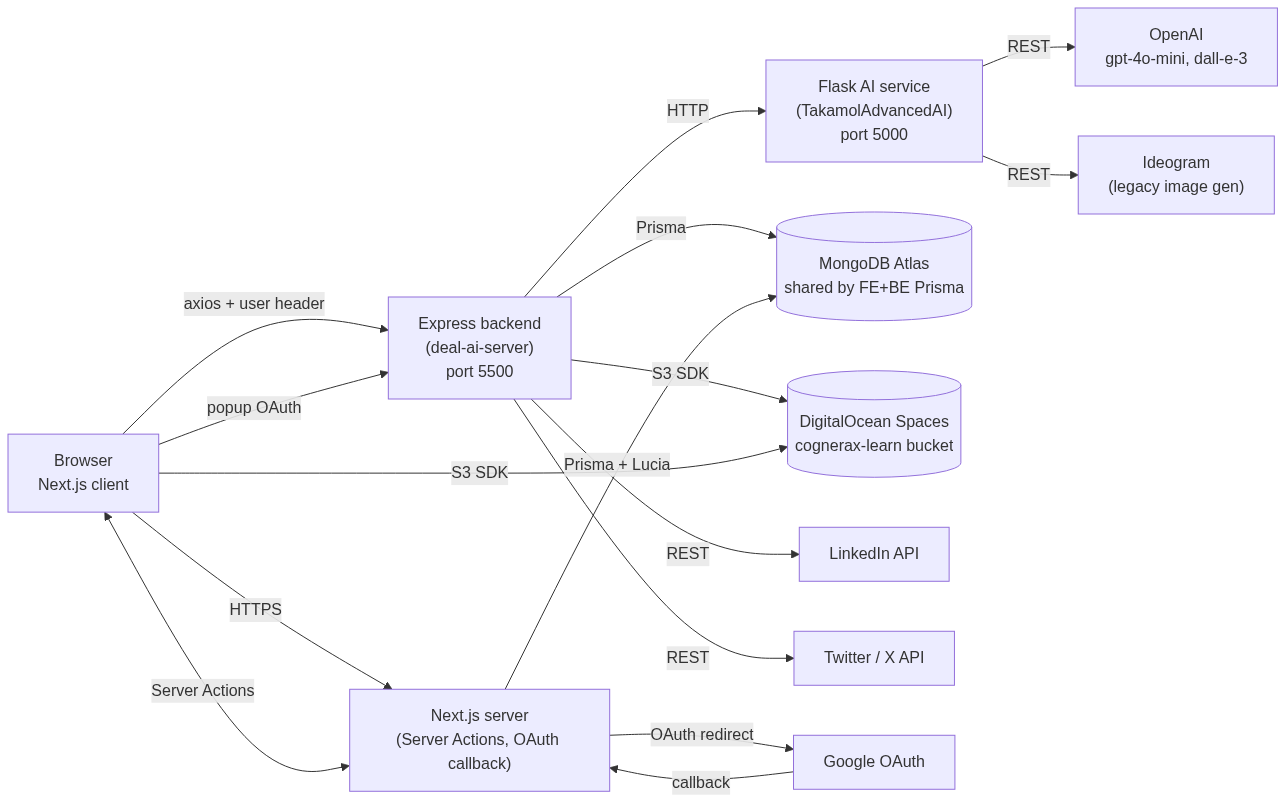 OpenAI
gpt-4o-mini, dall-e-3
REST
Flask AI service
(TakamolAdvancedAI)
port 5000
HTTP
REST
Ideogram
(legacy image gen)
Prisma
MongoDB Atlas
shared by FE+BE Prisma
axios + user header
Express backend
(deal-ai-server)
port 5500
S3 SDK
popup OAuth
DigitalOcean Spaces
cognerax-learn bucket
Browser
Next.js client
S3 SDK
Prisma + Lucia
REST
LinkedIn API
HTTPS
REST
Twitter / X API
Server Actions
Next.js server
(Server Actions, OAuth
callback)
OAuth redirect
Google OAuth
callback